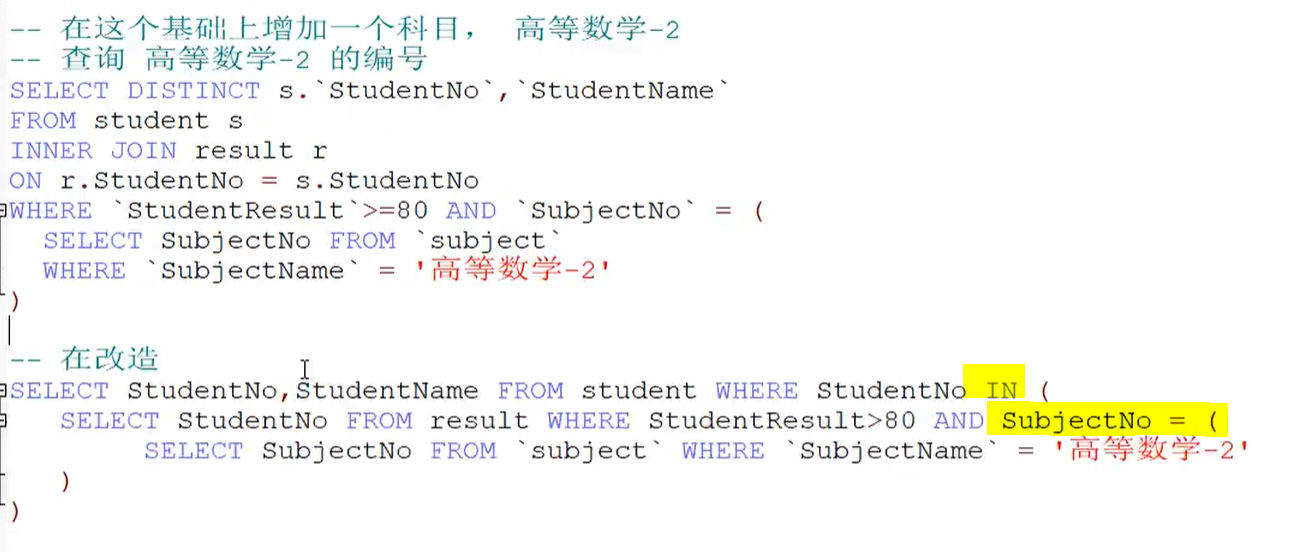 -- 在这个基础上增加一个科目， 高等数学-2
-- 查询 高等数学-2 的编号
SELECT DISTINCT s.`StudentNo`,`StudentName`
FROM student s
INNER JOIN result r
ON r.StudentNo = s.StudentNo
WHERE `StudentResult`>=80 AND `SubjectNo` = (
SELECT SubjectNo FROM `subject`
WHERE `SubjectName` = '高等数学-2'
)
-- 在改造
SELECT StudentNo,StudentName FROM student WHERE StudentNo IN (
SELECT StudentNo FROM result WHERE StudentResult>80 AND SubjectNo = (
SELECT SubjectNo FROM `subject` WHERE `SubjectName` = '高等数学-2'
)
)